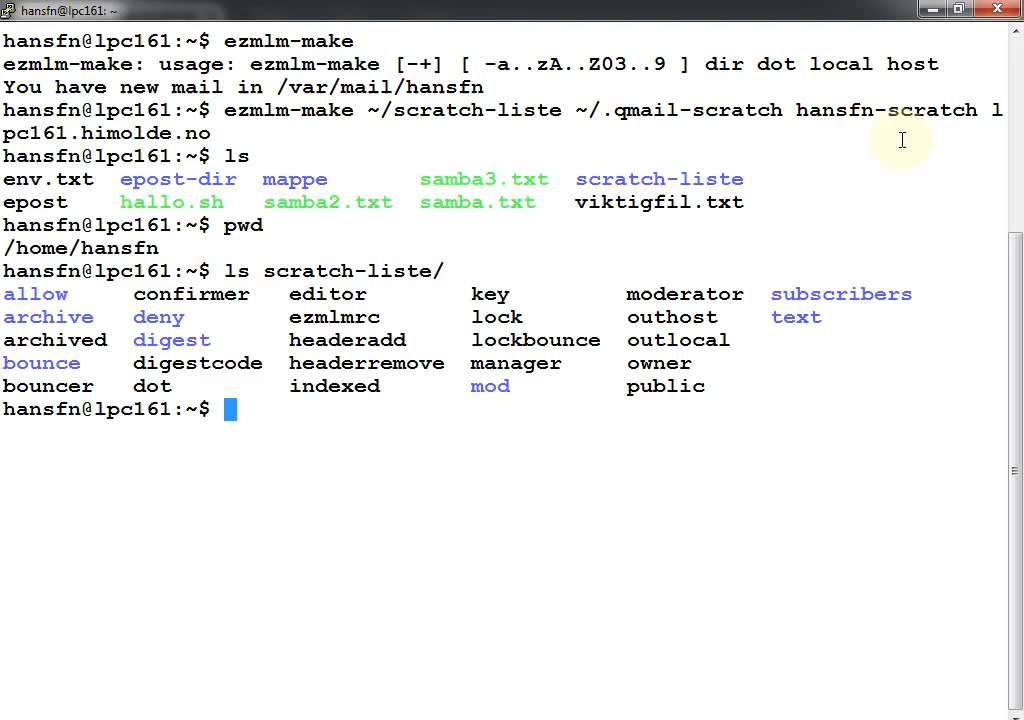 hansfn@lpc161: ~
hansfn@lpc161:~$ ezmlm-make
ezmlm-make: usage: ezmlm-make [-+] [ -a..zA..Z03..9 ] dir dot local host
You have new mail in /var/mail/hansfn
hansfn@lpc161:~$ ezmlm-make ~/scratch-liste ~/.qmail-scratch hansfn-scratch l
pc161.himolde.no
hansfn@lpc161:~$ ls
env.txt epost-dir mappe samba3.txt scratch-liste
epost hallo.sh samba2.txt samba.txt viktigfil.txt
hansfn@lpc161:~$ pwd
/home/hansfn
hansfn@lpc161:~$ ls scratch-liste/
allow confirmer editor key moderator subscribers
archive deny ezmlmrc lock outhost text
archived digest headeradd lockbounce outlocal
bounce digestcode headerremove manager owner
bouncer dot indexed mod public
hansfn@lpc161:~$